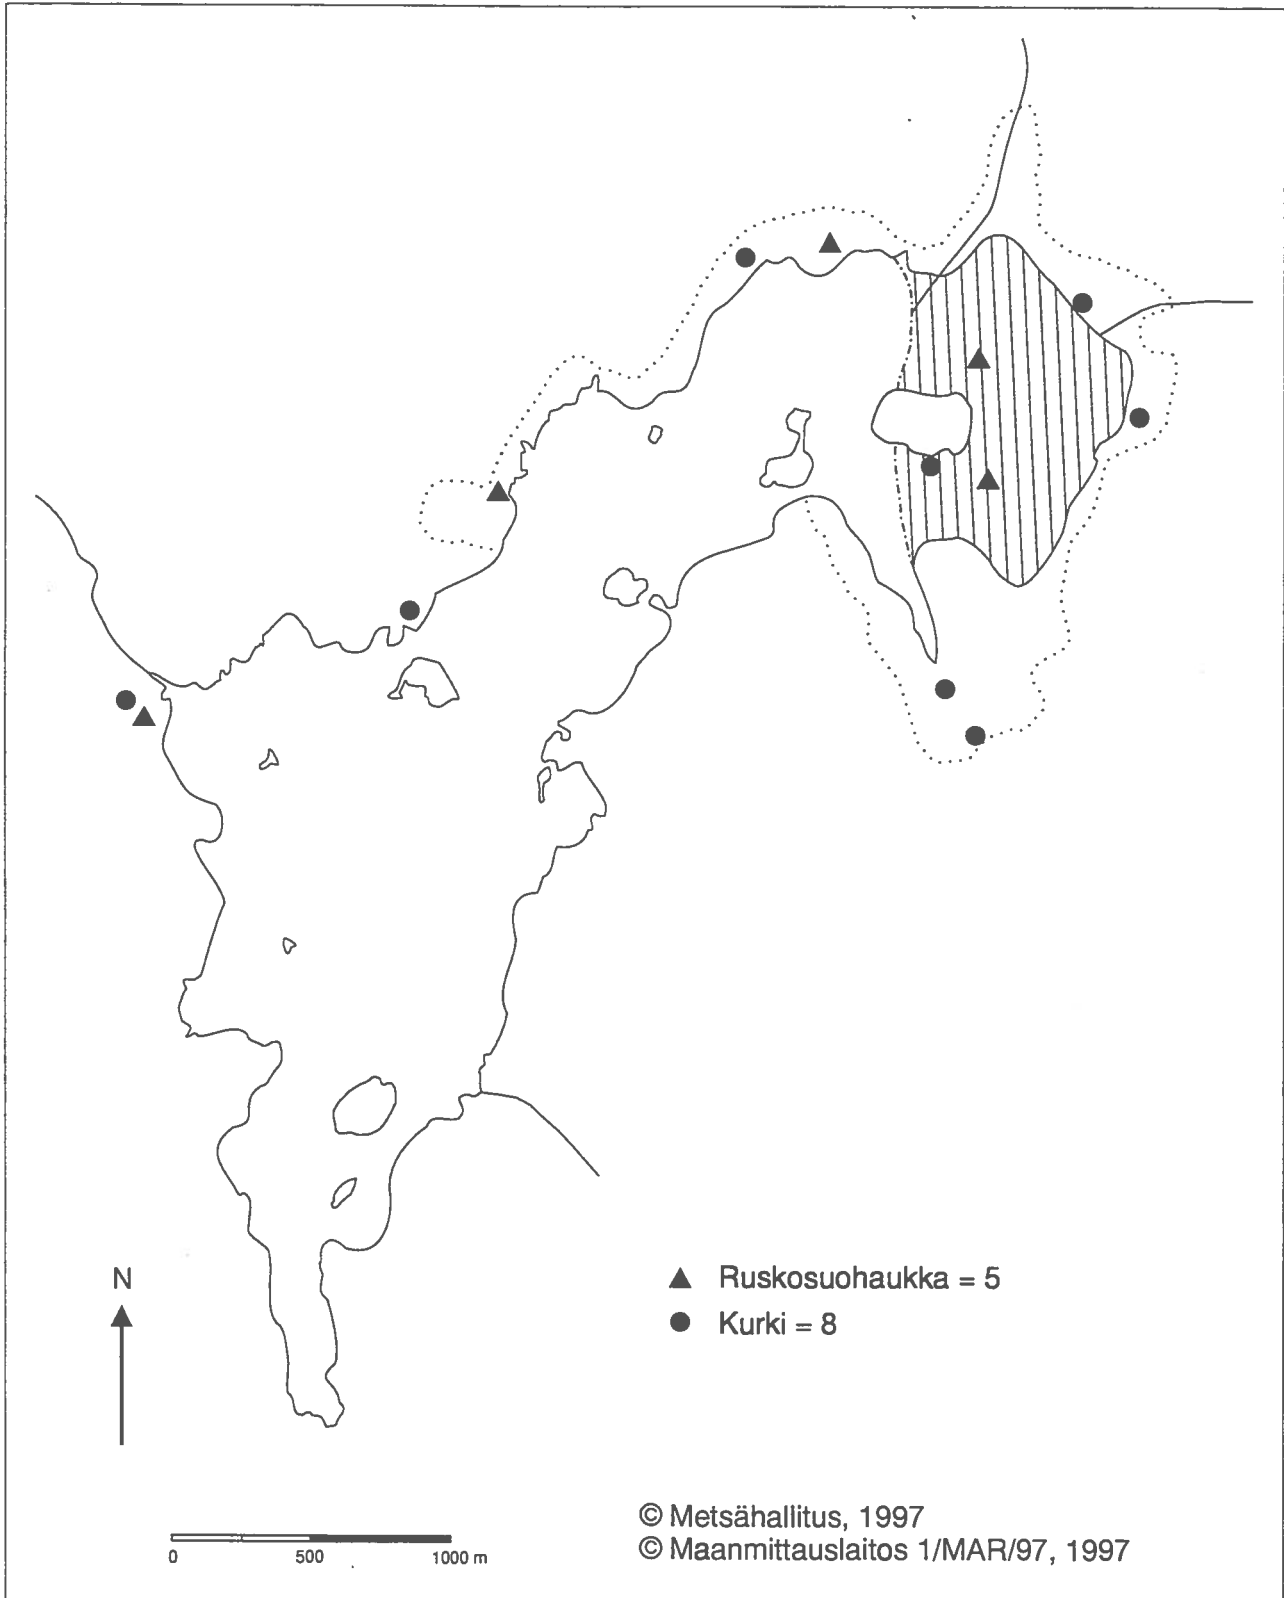 N
▲ Ruskosuohaukka = 5
● Kurki = 8
0 500 1000 m
© Metsähallitus, 1997
© Maanmittauslaitos 1/MAR/97, 1997